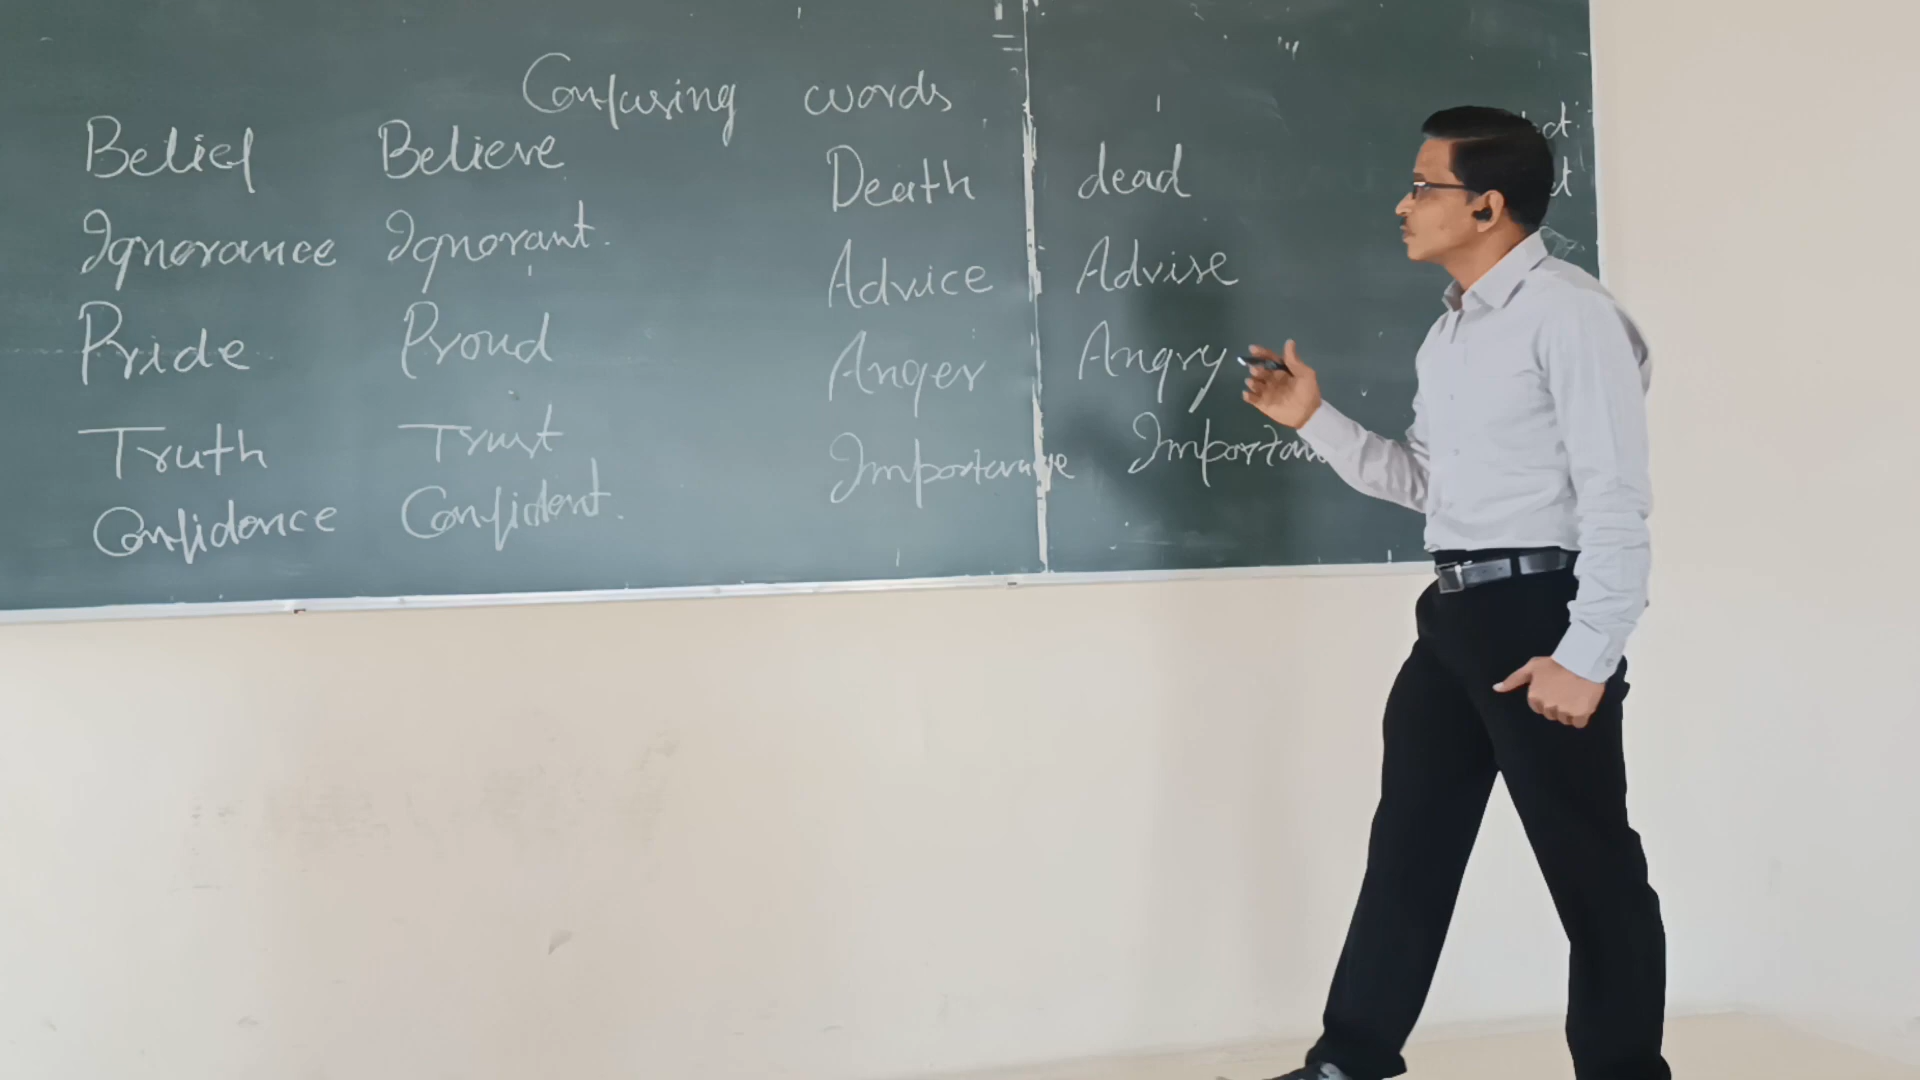 Confusing words
Belief Believe
Ignorance Ignorant.
Pride Proud
Truth Trust
Confidence Confident.
Death dead
Advice Advise
Anger Angry
Importance Importan